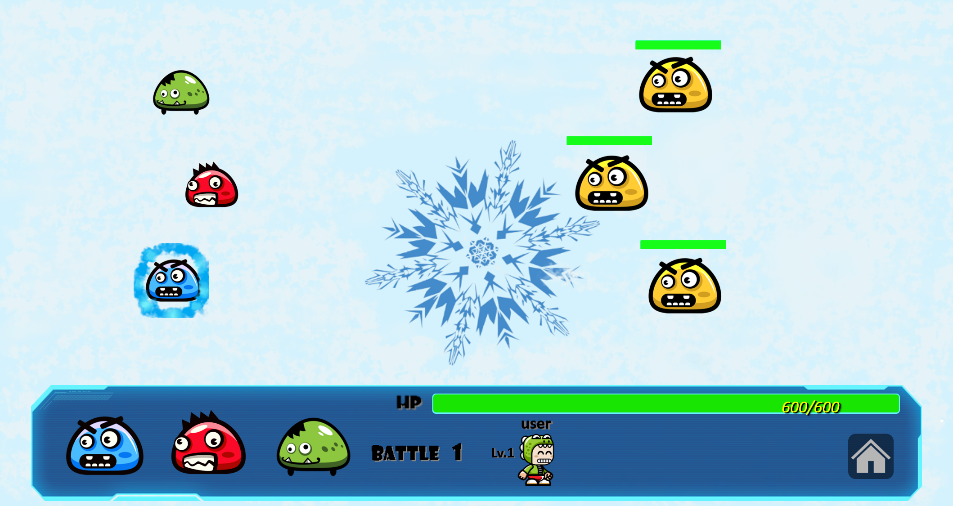 HP
600/600
user
BATTLE 1
Lv.1